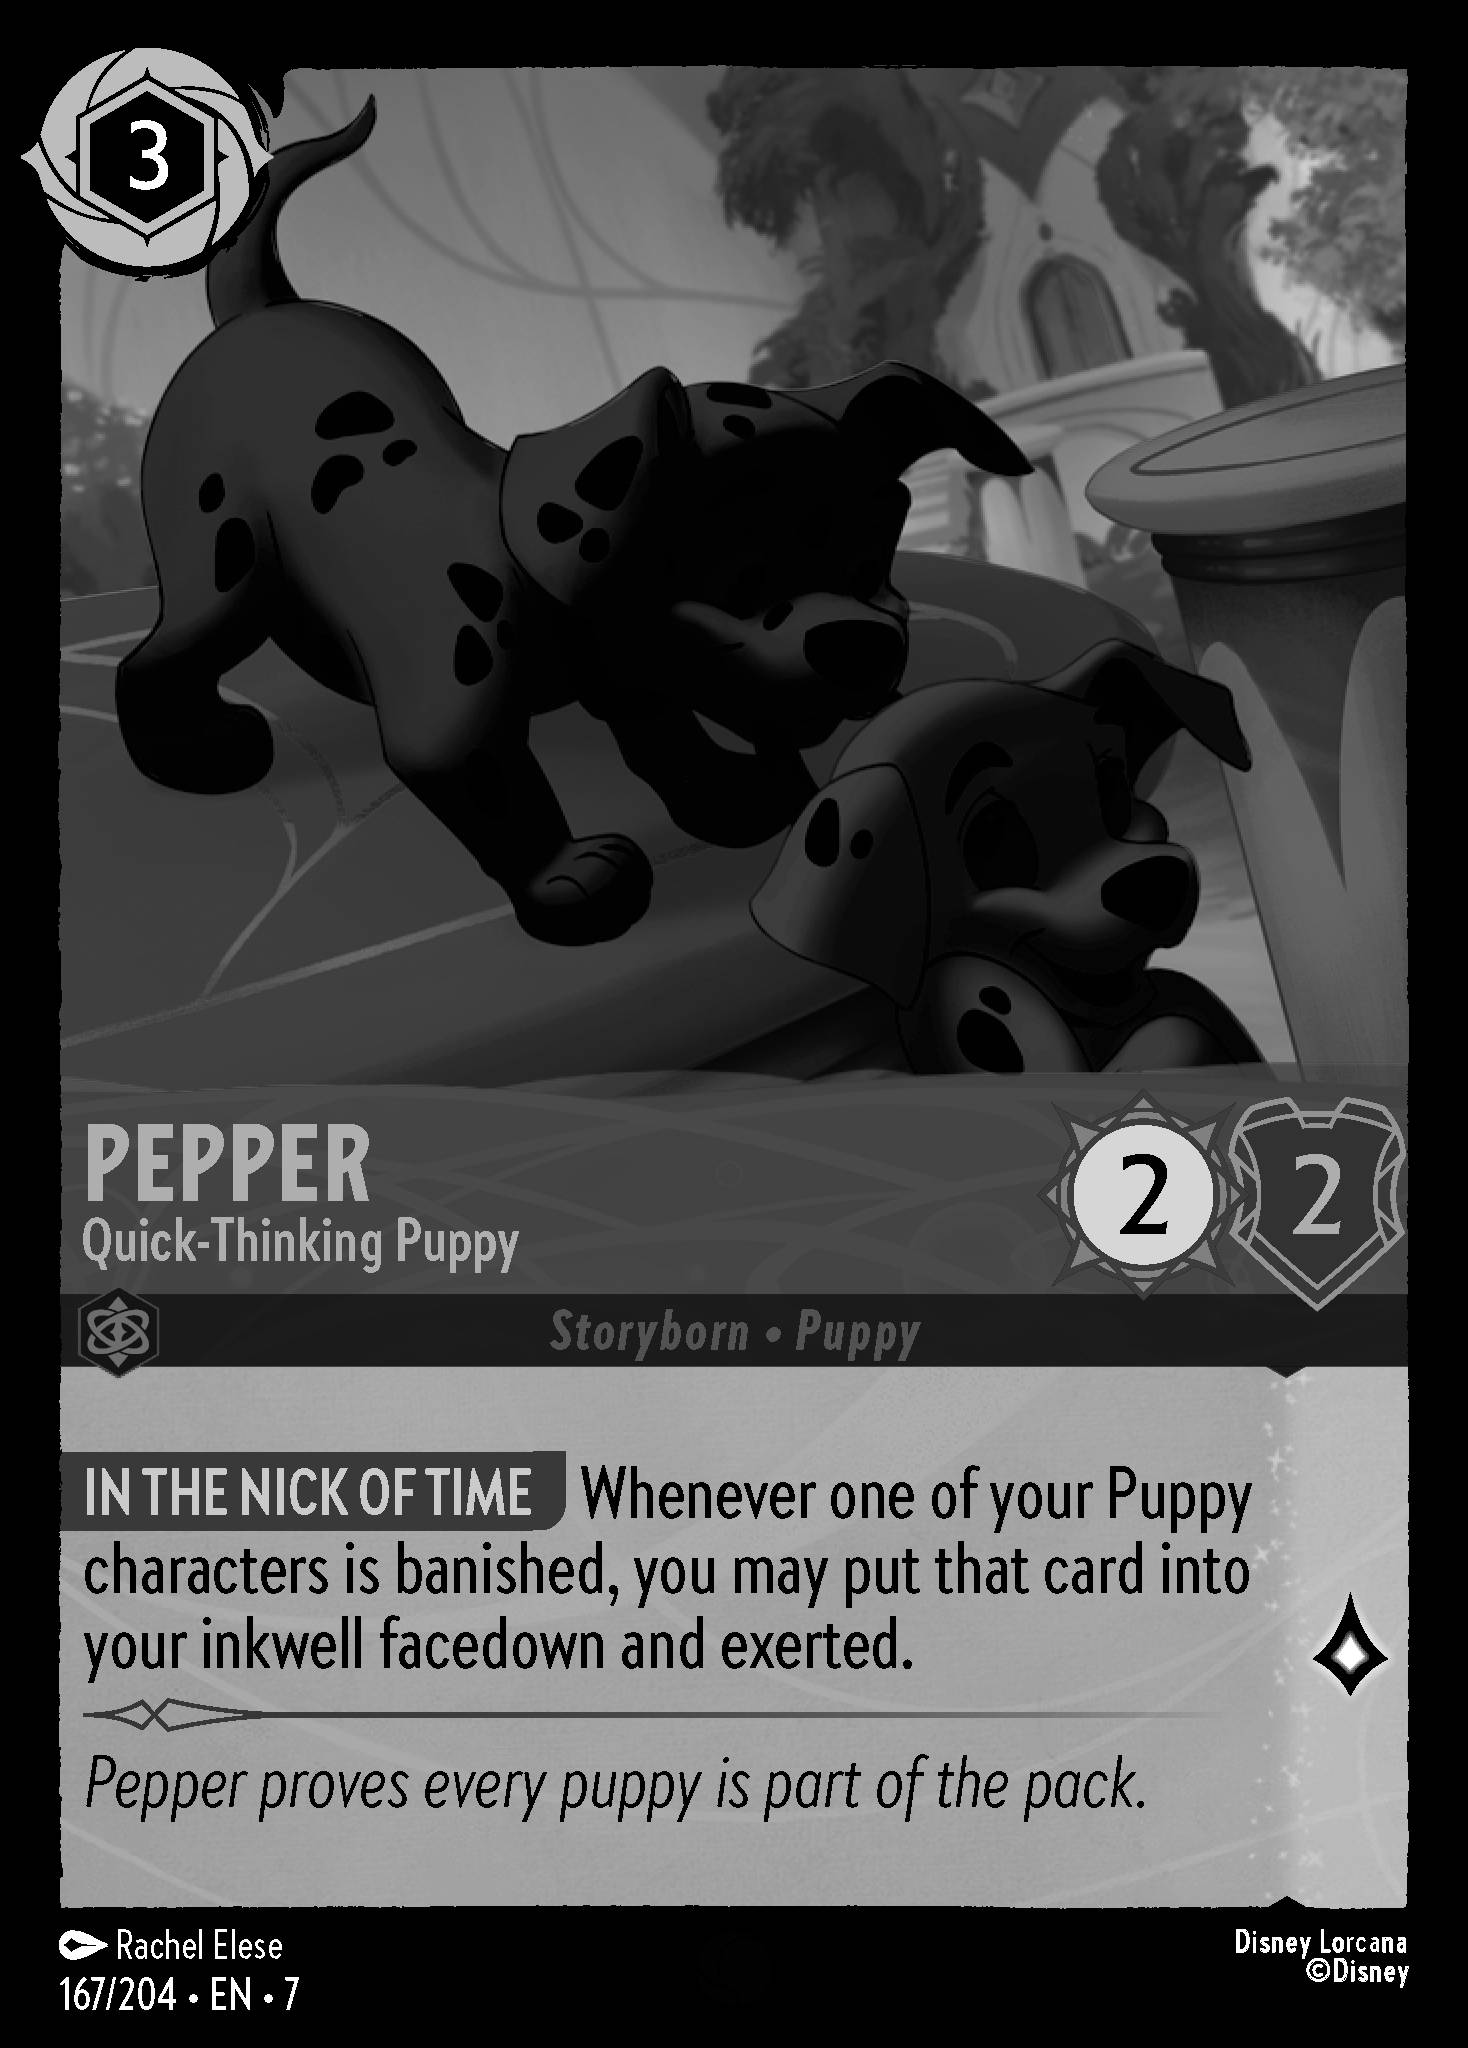 3
PEPPER
Quick-Thinking Puppy
2
2
Storyborn • Puppy
IN THE NICK OF TIME Whenever one of your Puppy
characters is banished, you may put that card into
your inkwell facedown and exerted.
Pepper proves every puppy is part of the pack.
Rachel Elese
167/204 • EN • 7
Disney Lorcana
©Disney